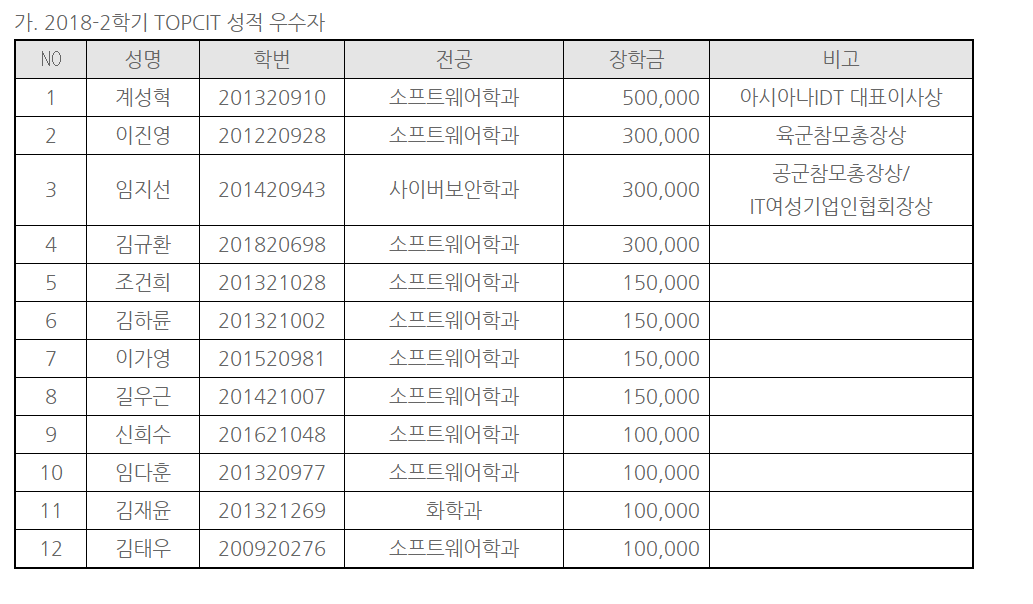 가. 2018-2학기 TOPCIT 성적 우수자
NO 성명 학번 전공 장학금 비고
1 계성혁 201320910 소프트웨어학과 500,000 아시아나IDT 대표이사상
2 이진영 201220928 소프트웨어학과 300,000 육군참모총장상
3 임지선 201420943 사이버보안학과 300,000 공군참모총장상/
IT여성기업인협회장상
4 김규환 201820698 소프트웨어학과 300,000
5 조건희 201321028 소프트웨어학과 150,000
6 김하륜 201321002 소프트웨어학과 150,000
7 이가영 201520981 소프트웨어학과 150,000
8 길우근 201421007 소프트웨어학과 150,000
9 신희수 201621048 소프트웨어학과 100,000
10 임다훈 201320977 소프트웨어학과 100,000
11 김재윤 201321269 화학과 100,000
12 김태우 200920276 소프트웨어학과 100,000